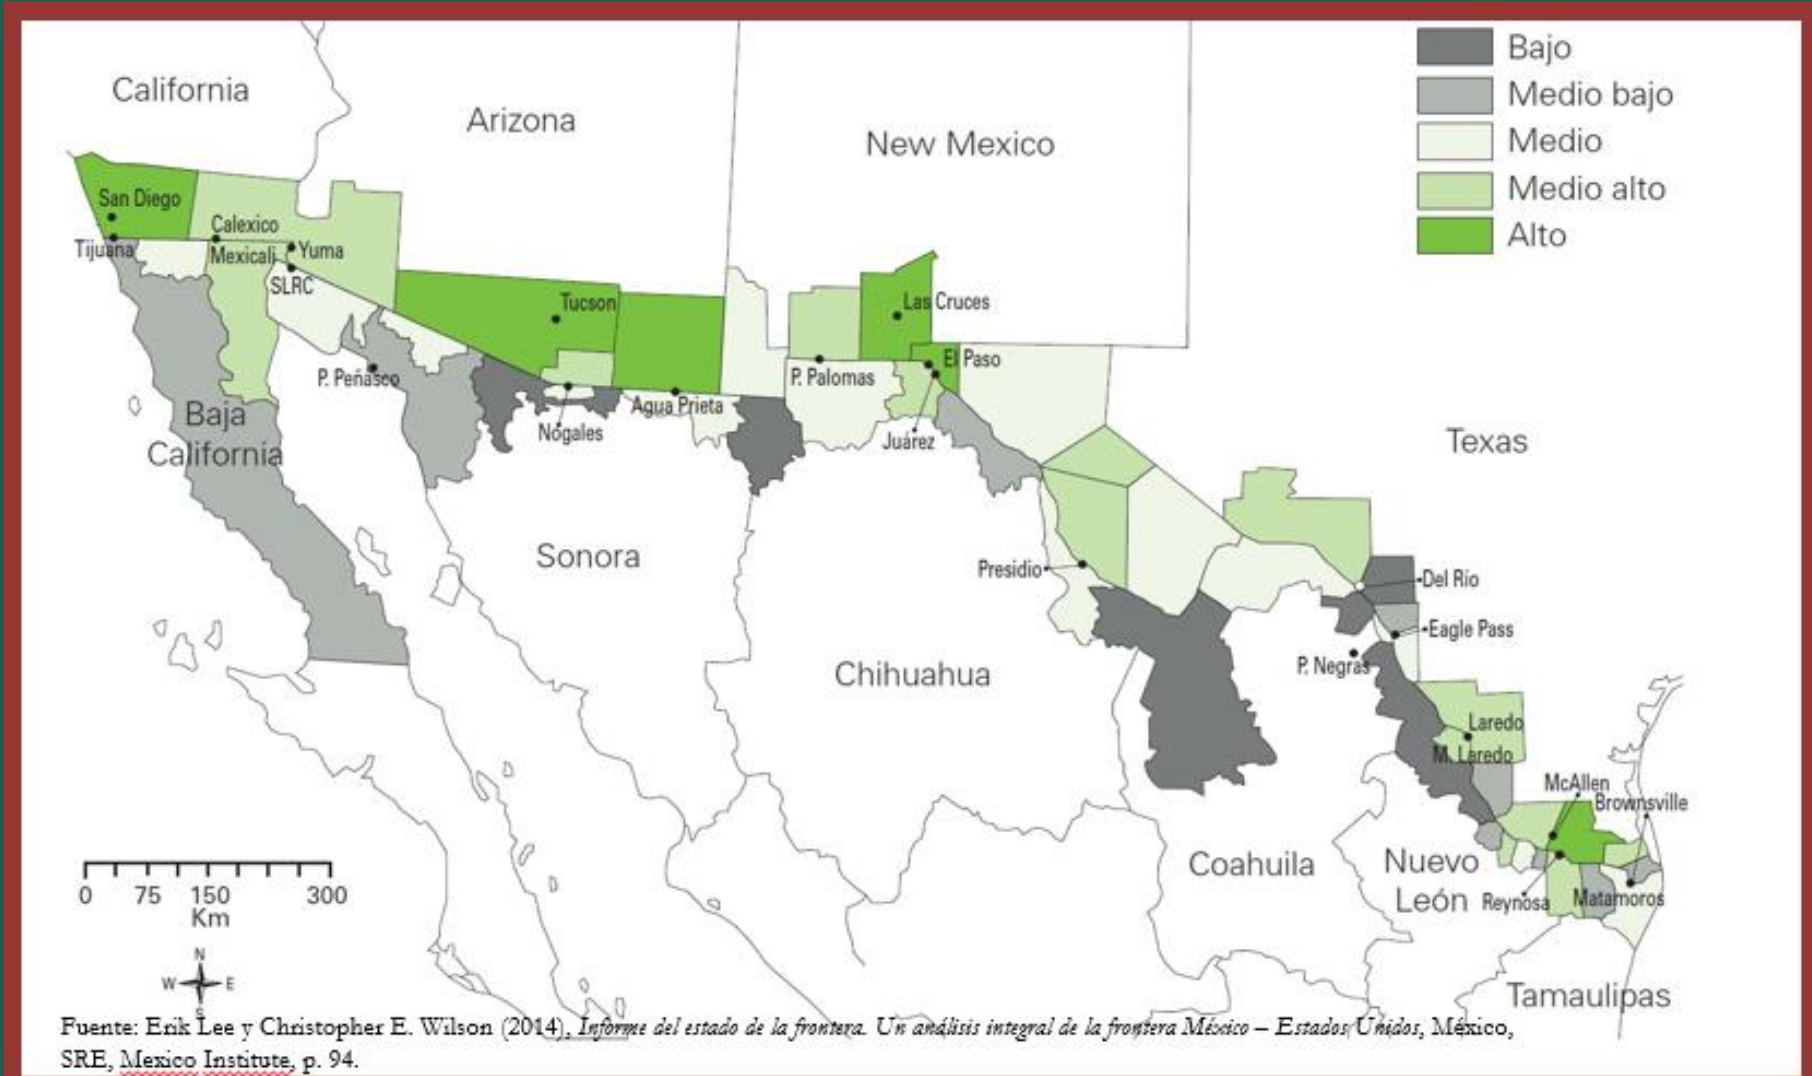 Bajo
Medio bajo
Medio
Medio alto
Alto
California
Arizona
New Mexico
San Diego
Calexico
Tijuana
Mexicali
Yuma
SLRC
Tucson
Las Cruces
El Paso
P. Peñasco
P. Palomas
Agua Prieta
Nogales
Juárez
Baja
California
Texas
Sonora
Presidio
Del Río
Eagle Pass
P. Negras
Chihuahua
Laredo
M. Laredo
McAllen
Brownsville
Coahuila
Nuevo
León
Reynosa
Matamoros
Tamaulipas
0 75 150 300
Km
N
W E
S
Fuente: Erik Lee y Christopher E. Wilson (2014), Informe del estado de la frontera. Un análisis integral de la frontera México – Estados Unidos, México,
SRE, Mexico Institute, p. 94.